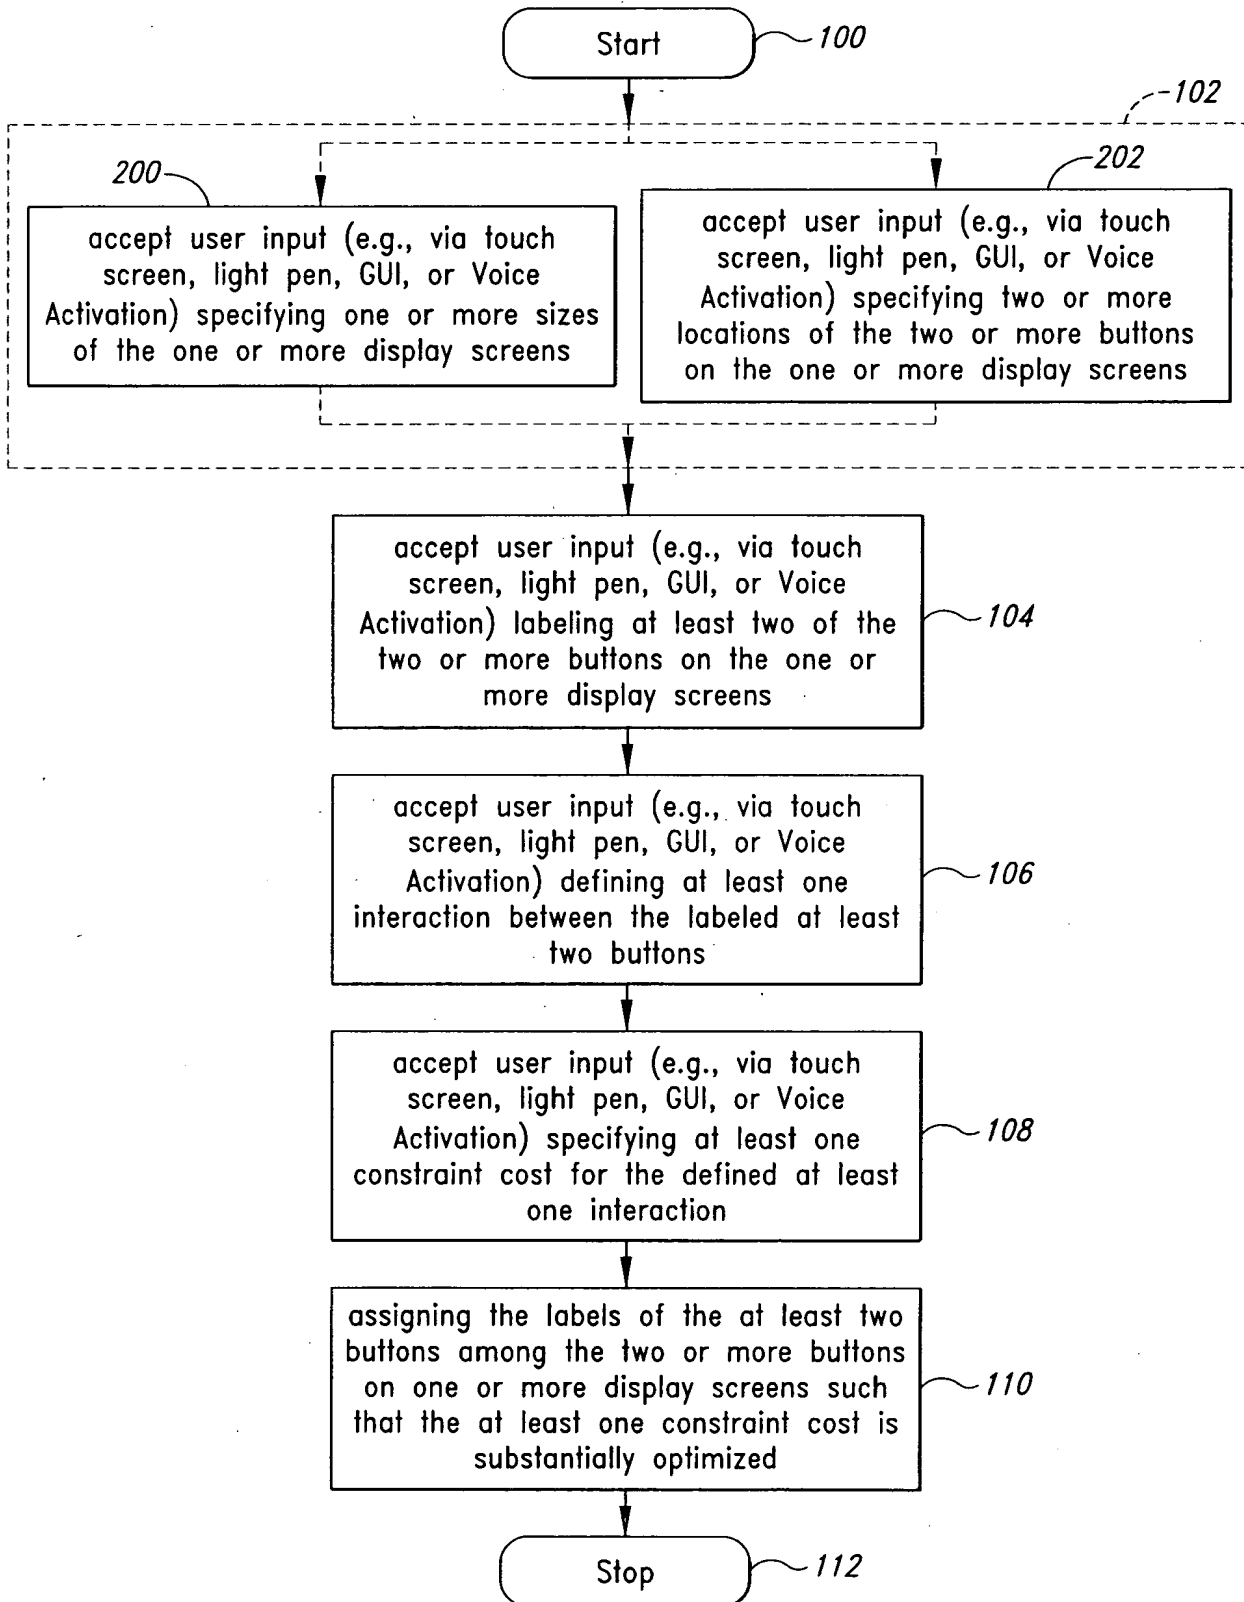 Start
100
102
200
202
accept user input (e.g., via touch
screen, light pen, GUI, or Voice
Activation) specifying one or more sizes
of the one or more display screens
accept user input (e.g., via touch
screen, light pen, GUI, or Voice
Activation) specifying two or more
locations of the two or more buttons
on the one or more display screens
accept user input (e.g., via touch
screen, light pen, GUI, or Voice
Activation) labeling at least two of the
two or more buttons on the one or
more display screens
104
accept user input (e.g., via touch
screen, light pen, GUI, or Voice
Activation) defining at least one
interaction between the labeled at least
two buttons
106
accept user input (e.g., via touch
screen, light pen, GUI, or Voice
Activation) specifying at least one
constraint cost for the defined at least
one interaction
108
assigning the labels of the at least two
buttons among the two or more buttons
on one or more display screens such
that the at least one constraint cost is
substantially optimized
110
Stop
112